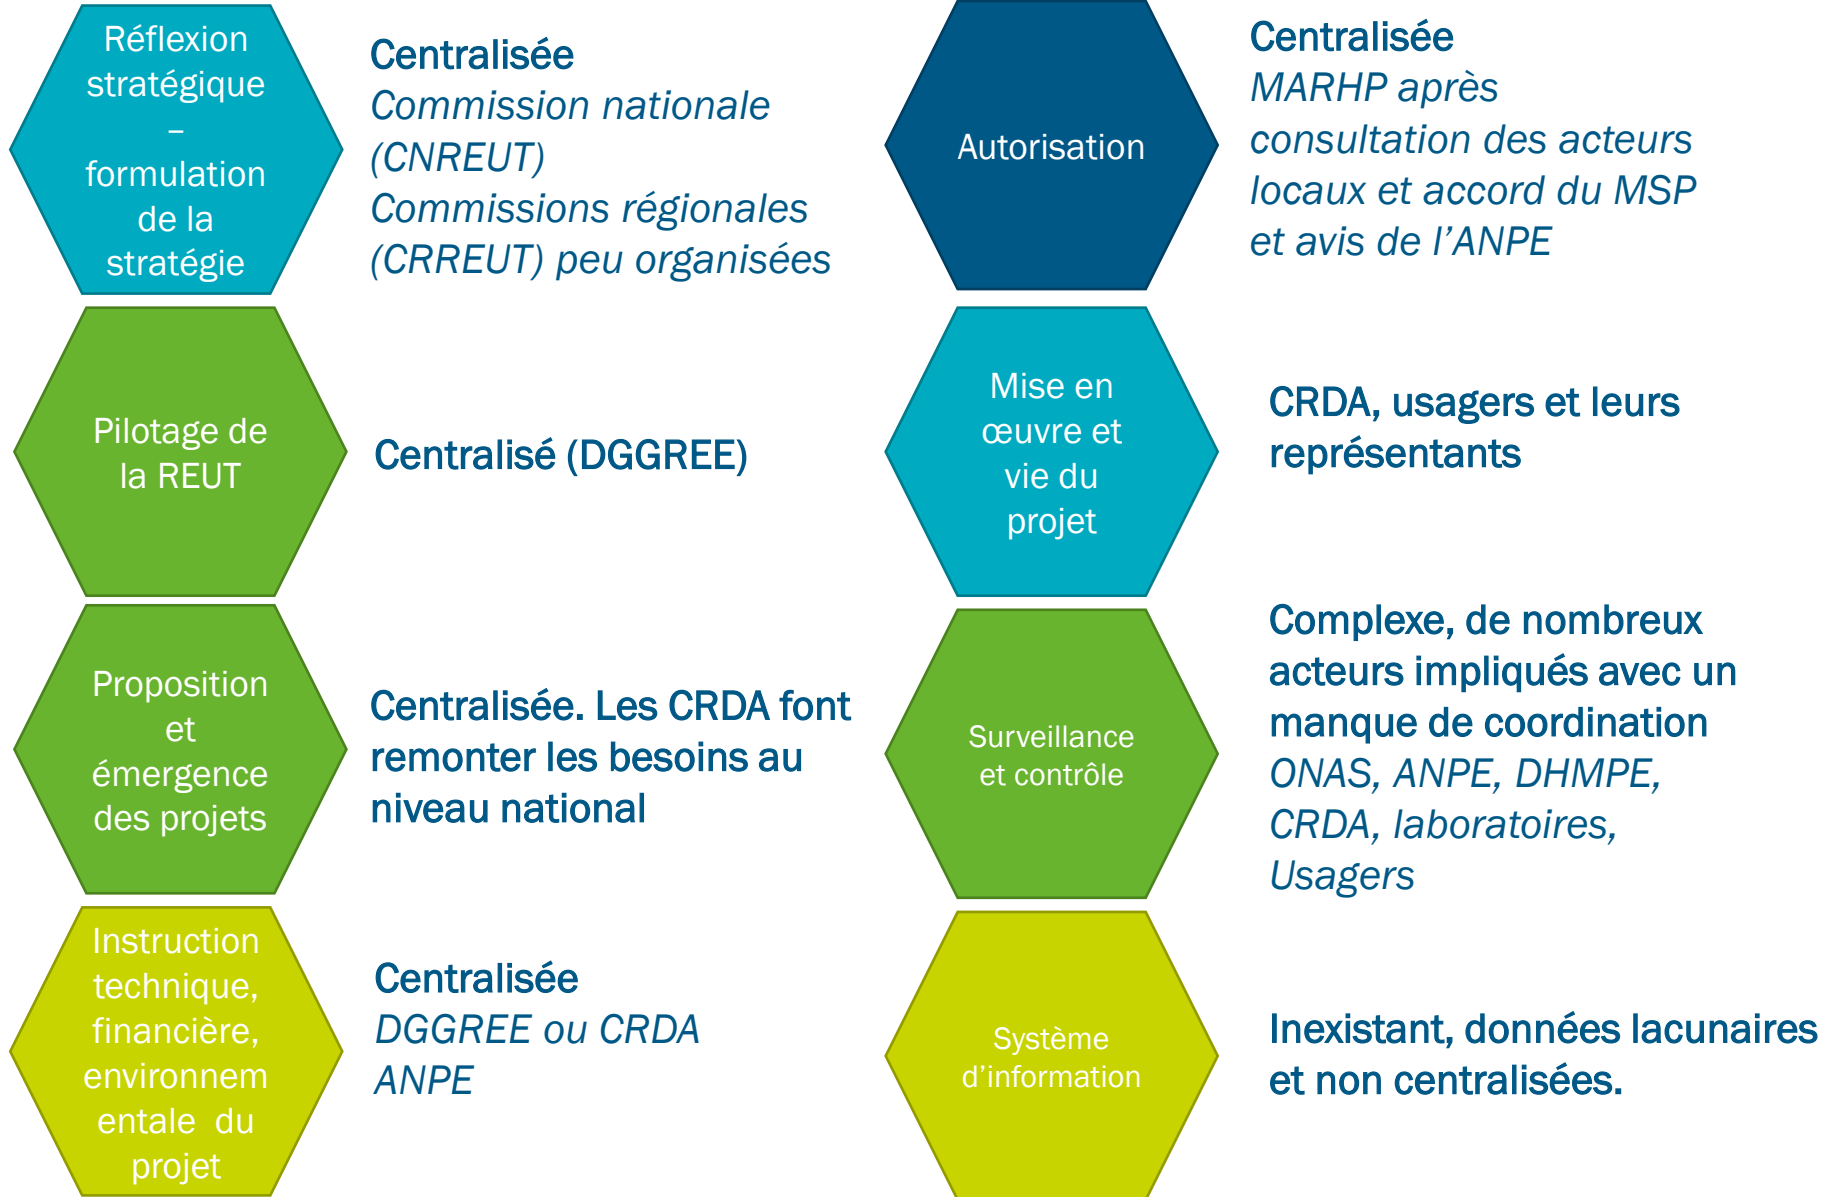 Réflexion
stratégique
–
formulation
de la
stratégie
Centralisée
Commission nationale
(CNREUT)
Commissions régionales
(CRREUT) peu organisées
Pilotage de
la REUT
Centralisé (DGGREE)
Proposition
et
émergence
des projets
Centralisée. Les CRDA font
remonter les besoins au
niveau national
Instruction
technique,
financière,
environnem
entale du
projet
Centralisée
DGGREE ou CRDA
ANPE
Autorisation
Centralisée
MARHP après
consultation des acteurs
locaux et accord du MSP
et avis de l’ANPE
Mise en
œuvre et
vie du
projet
CRDA, usagers et leurs
représentants
Surveillance
et contrôle
Complexe, de nombreux
acteurs impliqués avec un
manque de coordination
ONAS, ANPE, DHMPE,
CRDA, laboratoires,
Usagers
Système
d’information
Inexistant, données lacunaires
et non centralisées.